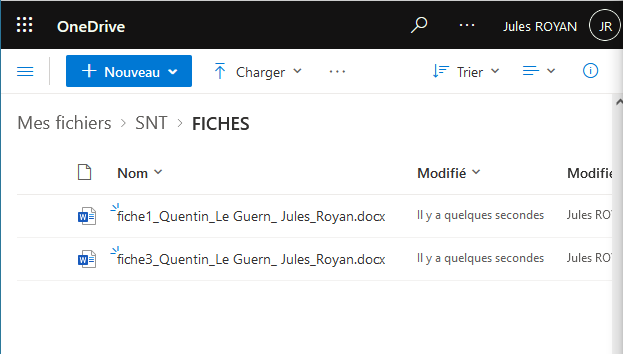 OneDrive ... Jules ROYAN JR
+ Nouveau Charger ... Trier
Mes fichiers > SNT > FICHES
Nom Modifié Modifié
fiche1_Quentin_Le Guern_ Jules_Royan.docx Il y a quelques secondes Jules RO
fiche3_Quentin_Le Guern_ Jules_Royan.docx Il y a quelques secondes Jules RO